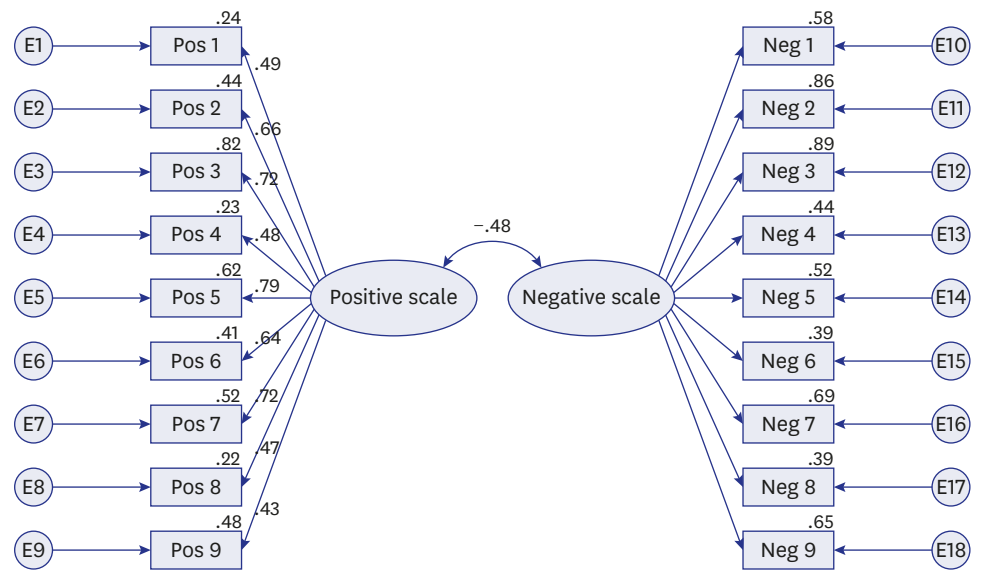 .24
.58
E1
Pos 1
Neg 1
E10
.49
.44
.86
E2
Pos 2
Neg 2
E11
.66
.82
.89
E3
Pos 3
Neg 3
E12
.72
.23
.44
E4
Pos 4
.48
−.48
Neg 4
E13
.62
.52
E5
Pos 5
.79
Positive scale
Negative scale
Neg 5
E14
.41
.39
.64
E6
Pos 6
Neg 6
E15
.52
.72
.69
E7
Pos 7
Neg 7
E16
.47
.22
.39
E8
Pos 8
Neg 8
E17
.43
.48
.65
E9
Pos 9
Neg 9
E18